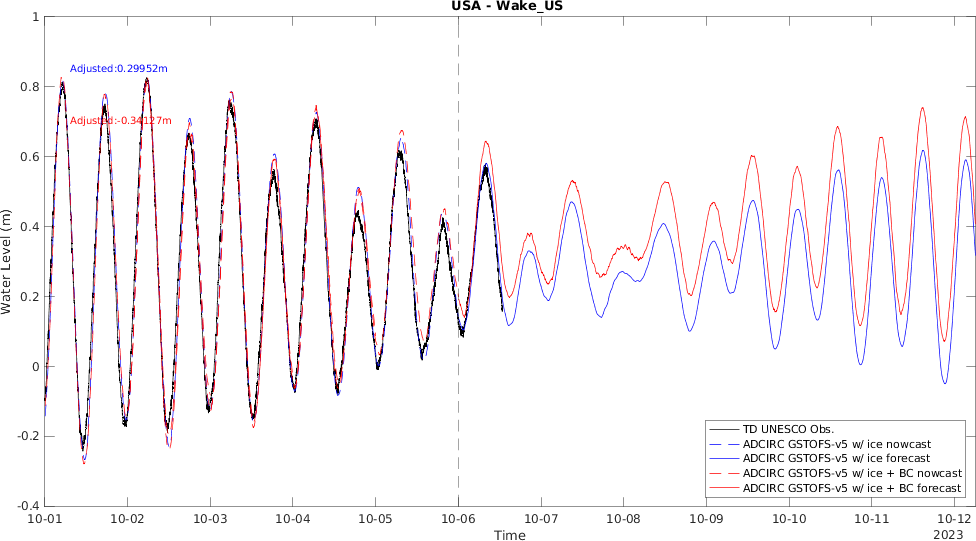 USA - Wake_US
1
0.8
0.6
0.4
0.2
0
-0.2
-0.4
Water Level (m)
Adjusted:0.29952m
Adjusted:-0.34127m
TD UNESCO Obs.
ADCIRC GSTOFS-v5 w/ ice nowcast
ADCIRC GSTOFS-v5 w/ ice forecast
ADCIRC GSTOFS-v5 w/ ice + BC nowcast
ADCIRC GSTOFS-v5 w/ ice + BC forecast
10-01 10-02 10-03 10-04 10-05 10-06 10-07 10-08 10-09 10-10 10-11 10-12
Time
2023